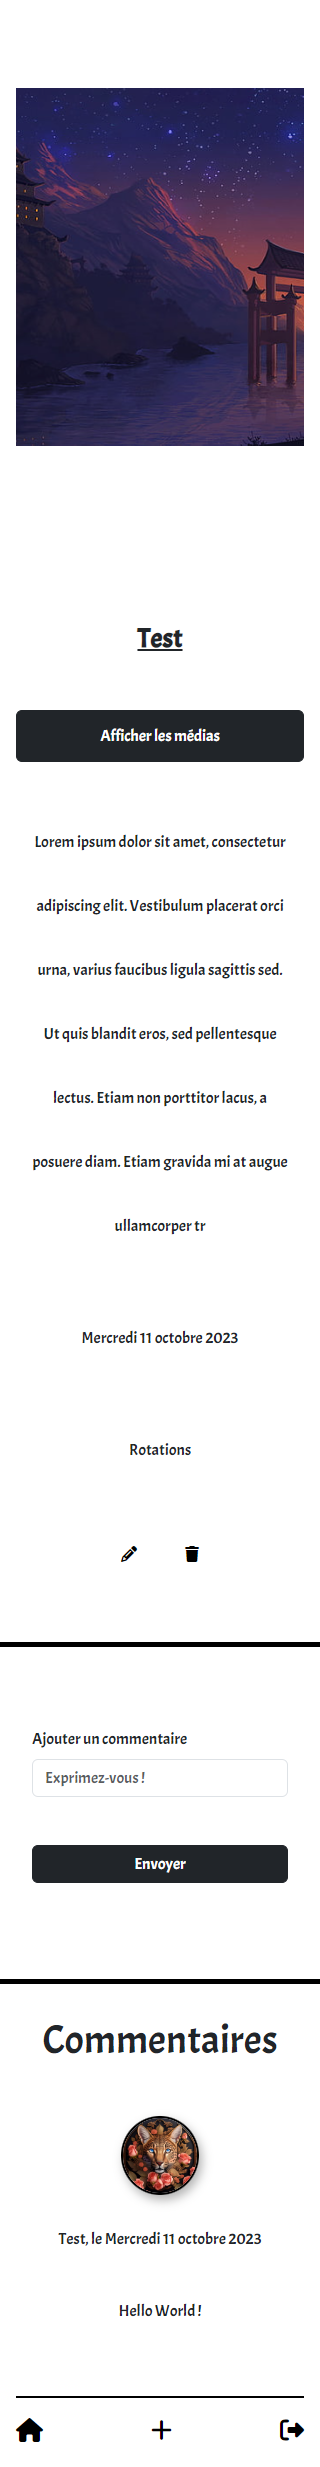 Test
Afficher les médias
Lorem ipsum dolor sit amet, consectetur
adipiscing elit. Vestibulum placerat orci
urna, varius faucibus ligula sagittis sed.
Ut quis blandit eros, sed pellentesque
lectus. Etiam non porttitor lacus, a
posuere diam. Etiam gravida mi at augue
ullamcorper tr
Mercredi 11 octobre 2023
Rotations
Ajouter un commentaire
Exprimez-vous !
Envoyer
Commentaires
Test, le Mercredi 11 octobre 2023
Hello World !